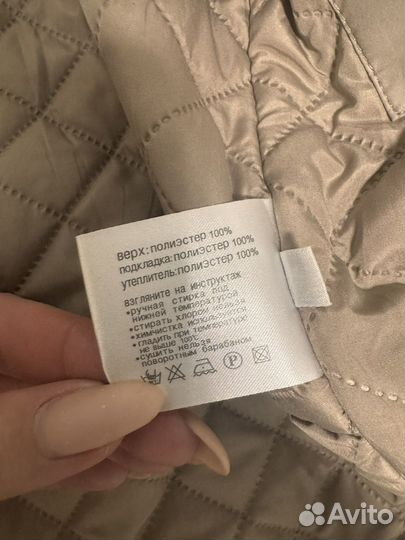 верх:полиэстер 100%
подкладка:полиэстер 100%
утеплитель:полиэстер 100%
взгляните на инструктаж
•ручная стирка под
нижней температурой
•стирать хлором нельзя
•химчистка используется
•гладить при температуре
не выше 100°C
•сушить нельзя
поворотным барабаном
P
Avito